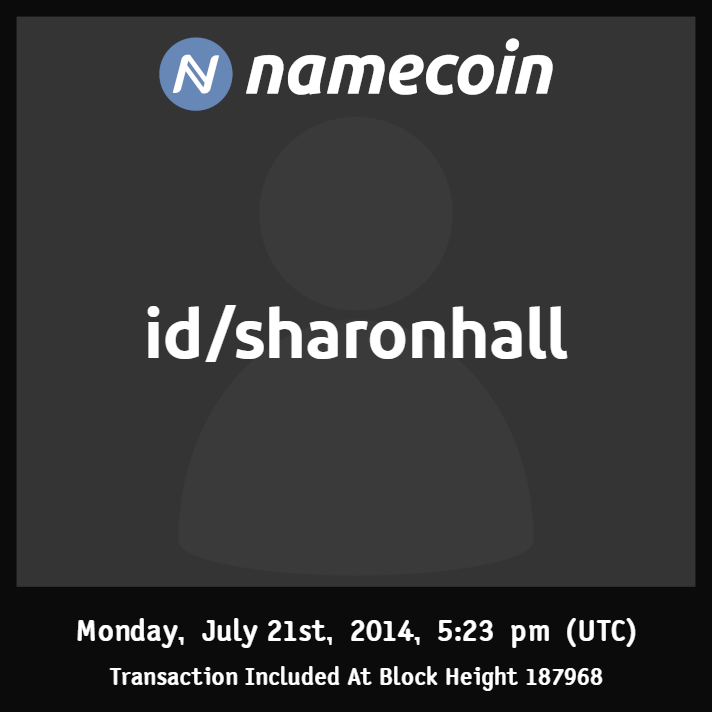 namecoin
id/sharonhall
Monday, July 21st, 2014, 5:23 pm (UTC)
Transaction Included At Block Height 187968